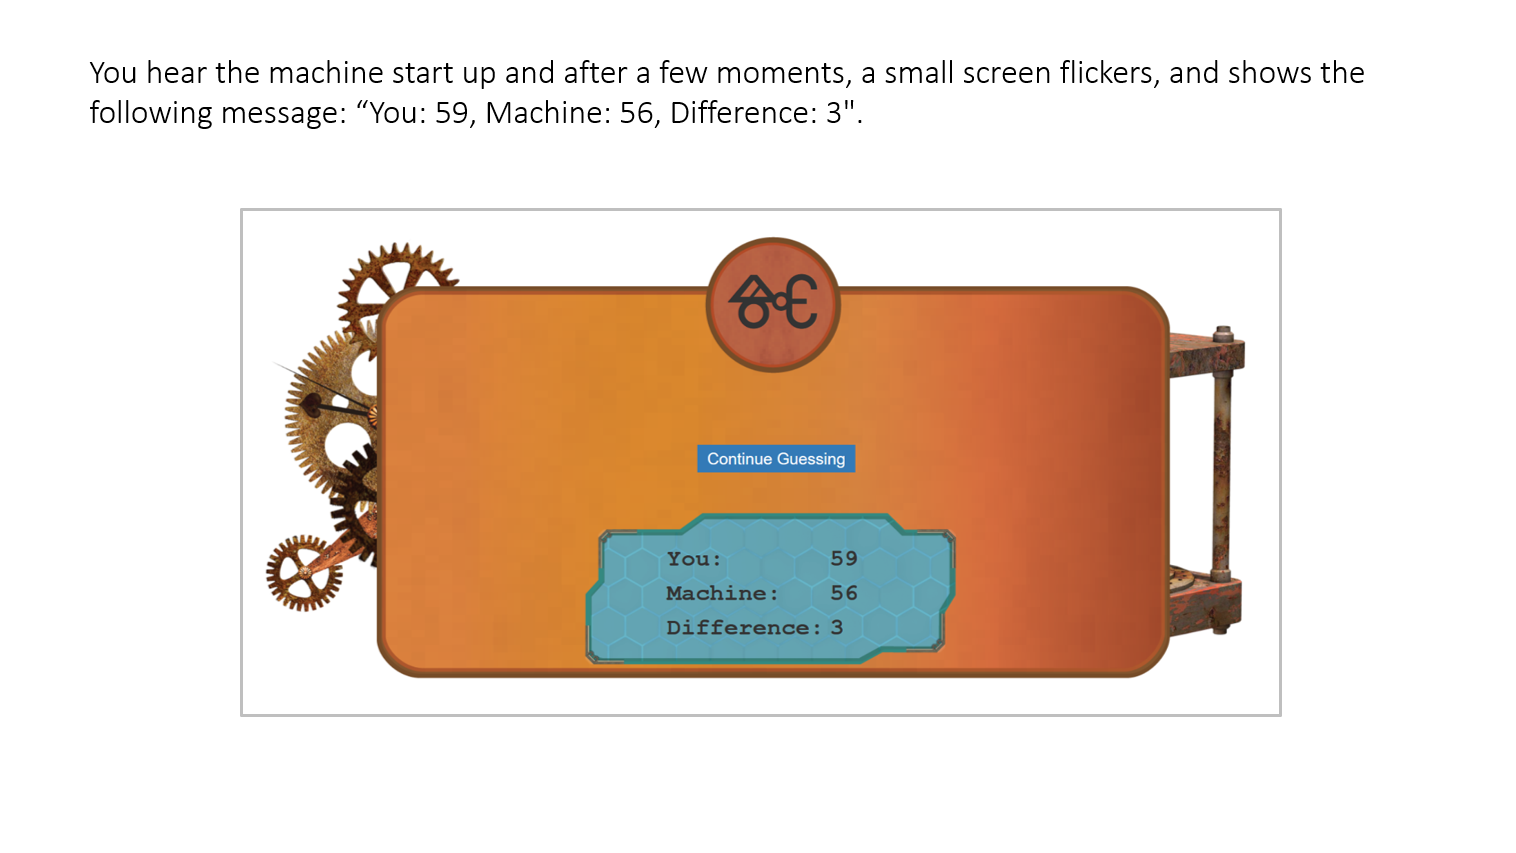 You hear the machine start up and after a few moments, a small screen flickers, and shows the
following message: “You: 59, Machine: 56, Difference: 3".
Continue Guessing
You: 59
Machine: 56
Difference: 3